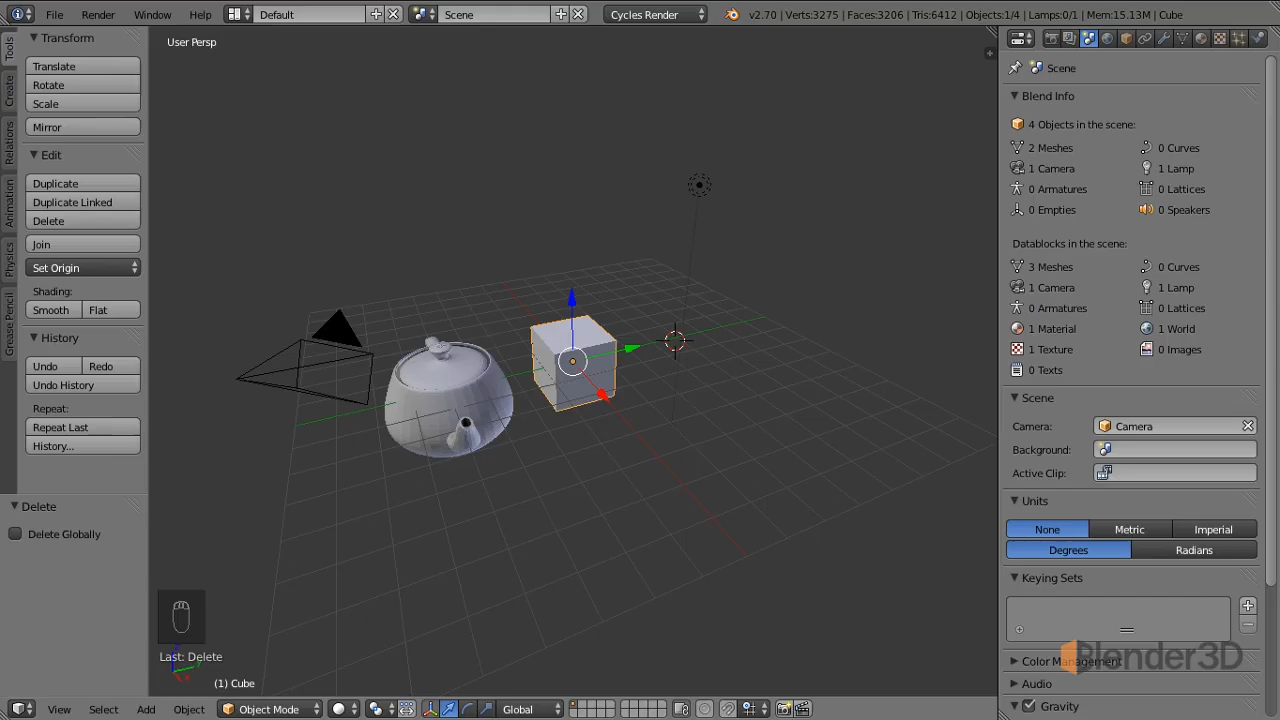 File Render Window Help Default Scene Cycles Render v2.70 | Verts:3275 | Faces:3206 | Tris:6412 | Objects:1/4 | Lamps:0/1 | Mem:15.13M | Cube
Tools
Create
Relations
Animation
Physics
Grease Pencil
Transform
Translate
Rotate
Scale
Mirror
Edit
Duplicate
Duplicate Linked
Delete
Join
Set Origin
Shading:
Smooth Flat
History
Undo Redo
Undo History
Repeat:
Repeat Last
History...
Delete
Delete Globally
User Persp
Last: Delete
(1) Cube
View Select Add Object Object Mode Global
Scene
Blend Info
4 Objects in the scene:
2 Meshes 0 Curves
1 Camera 1 Lamp
0 Armatures 0 Lattices
0 Empties 0 Speakers
Datablocks in the scene:
3 Meshes 0 Curves
1 Camera 1 Lamp
0 Armatures 0 Lattices
1 Material 1 World
1 Texture 0 Images
0 Texts
Scene
Camera: Camera
Background:
Active Clip:
Units
None Metric Imperial
Degrees Radians
Keying Sets
Color Management
Blender3D
Audio
Gravity